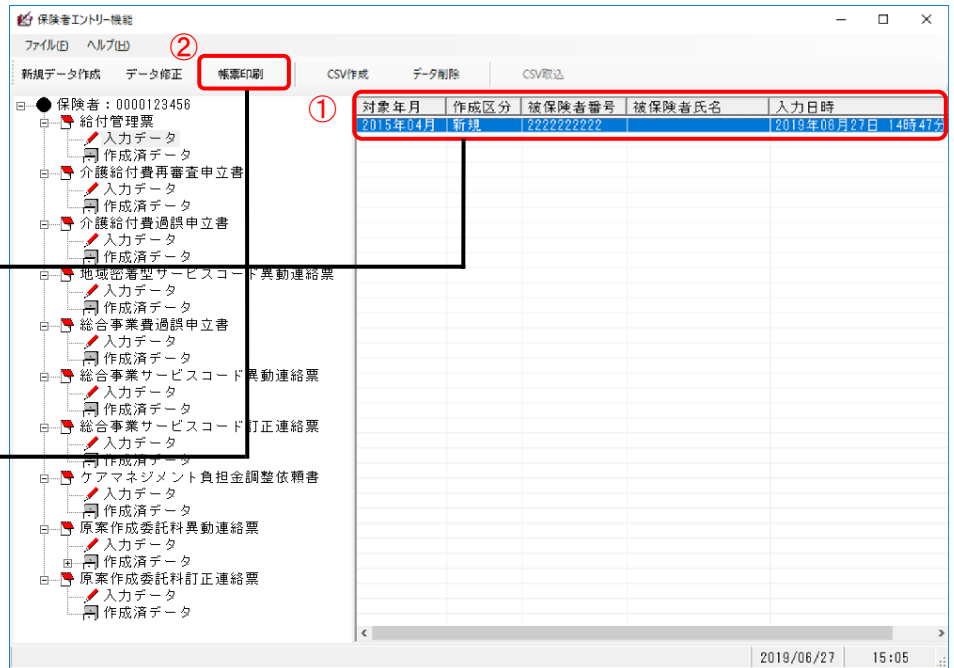 保険者エントリー機能
ファイル(F) ヘルプ(H)
②
新規データ作成 データ修正 帳票印刷 CSV作成 データ削除 CSV取込
①
保険者：0000123456
給付管理票
入力データ
作成済データ
介護給付費再審査申立書
入力データ
作成済データ
介護給付費過誤申立書
入力データ
作成済データ
地域密着型サービスコード異動連絡票
入力データ
作成済データ
総合事業費過誤申立書
入力データ
作成済データ
総合事業サービスコード異動連絡票
入力データ
作成済データ
総合事業サービスコード訂正連絡票
入力データ
作成済データ
ケアマネジメント負担金調整依頼書
入力データ
作成済データ
原案作成委託料異動連絡票
入力データ
作成済データ
原案作成委託料訂正連絡票
入力データ
作成済データ
対象年月 作成区分 被保険者番号 被保険者氏名 入力日時
2015年04月 新規 2222222222 2019年06月27日 14時47分
2019/06/27 15:05